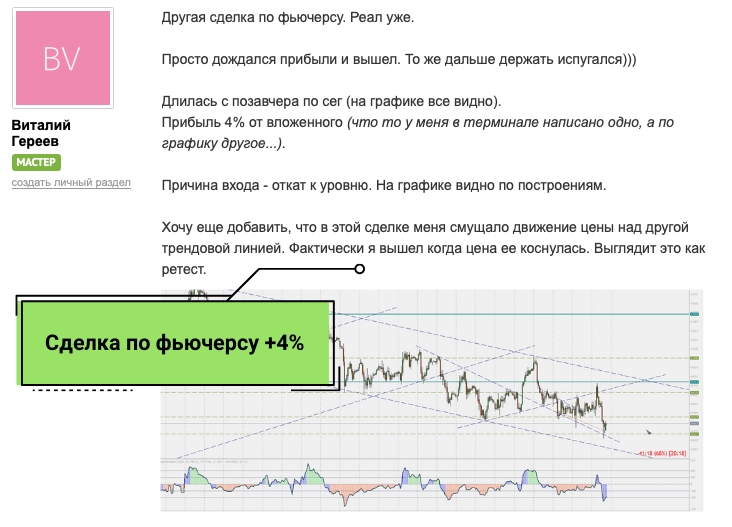 BV
Виталий
Гереев
МАСТЕР
создать личный раздел
Другая сделка по фьючерсу. Реал уже.
Просто дождался прибыли и вышел. То же дальше держать испугался)))
Длилась с позавчера по сег (на графике все видно).
Прибыль 4% от вложенного (что то у меня в терминале написано одно, а по
графику другое...).
Причина входа - откат к уровню. На графике видно по построениям.
Хочу еще добавить, что в этой сделке меня смущало движение цены над другой
трендовой линией. Фактически я вышел когда цена ее коснулась. Выглядит это как
ретест.
Сделка по фьючерсу +4%